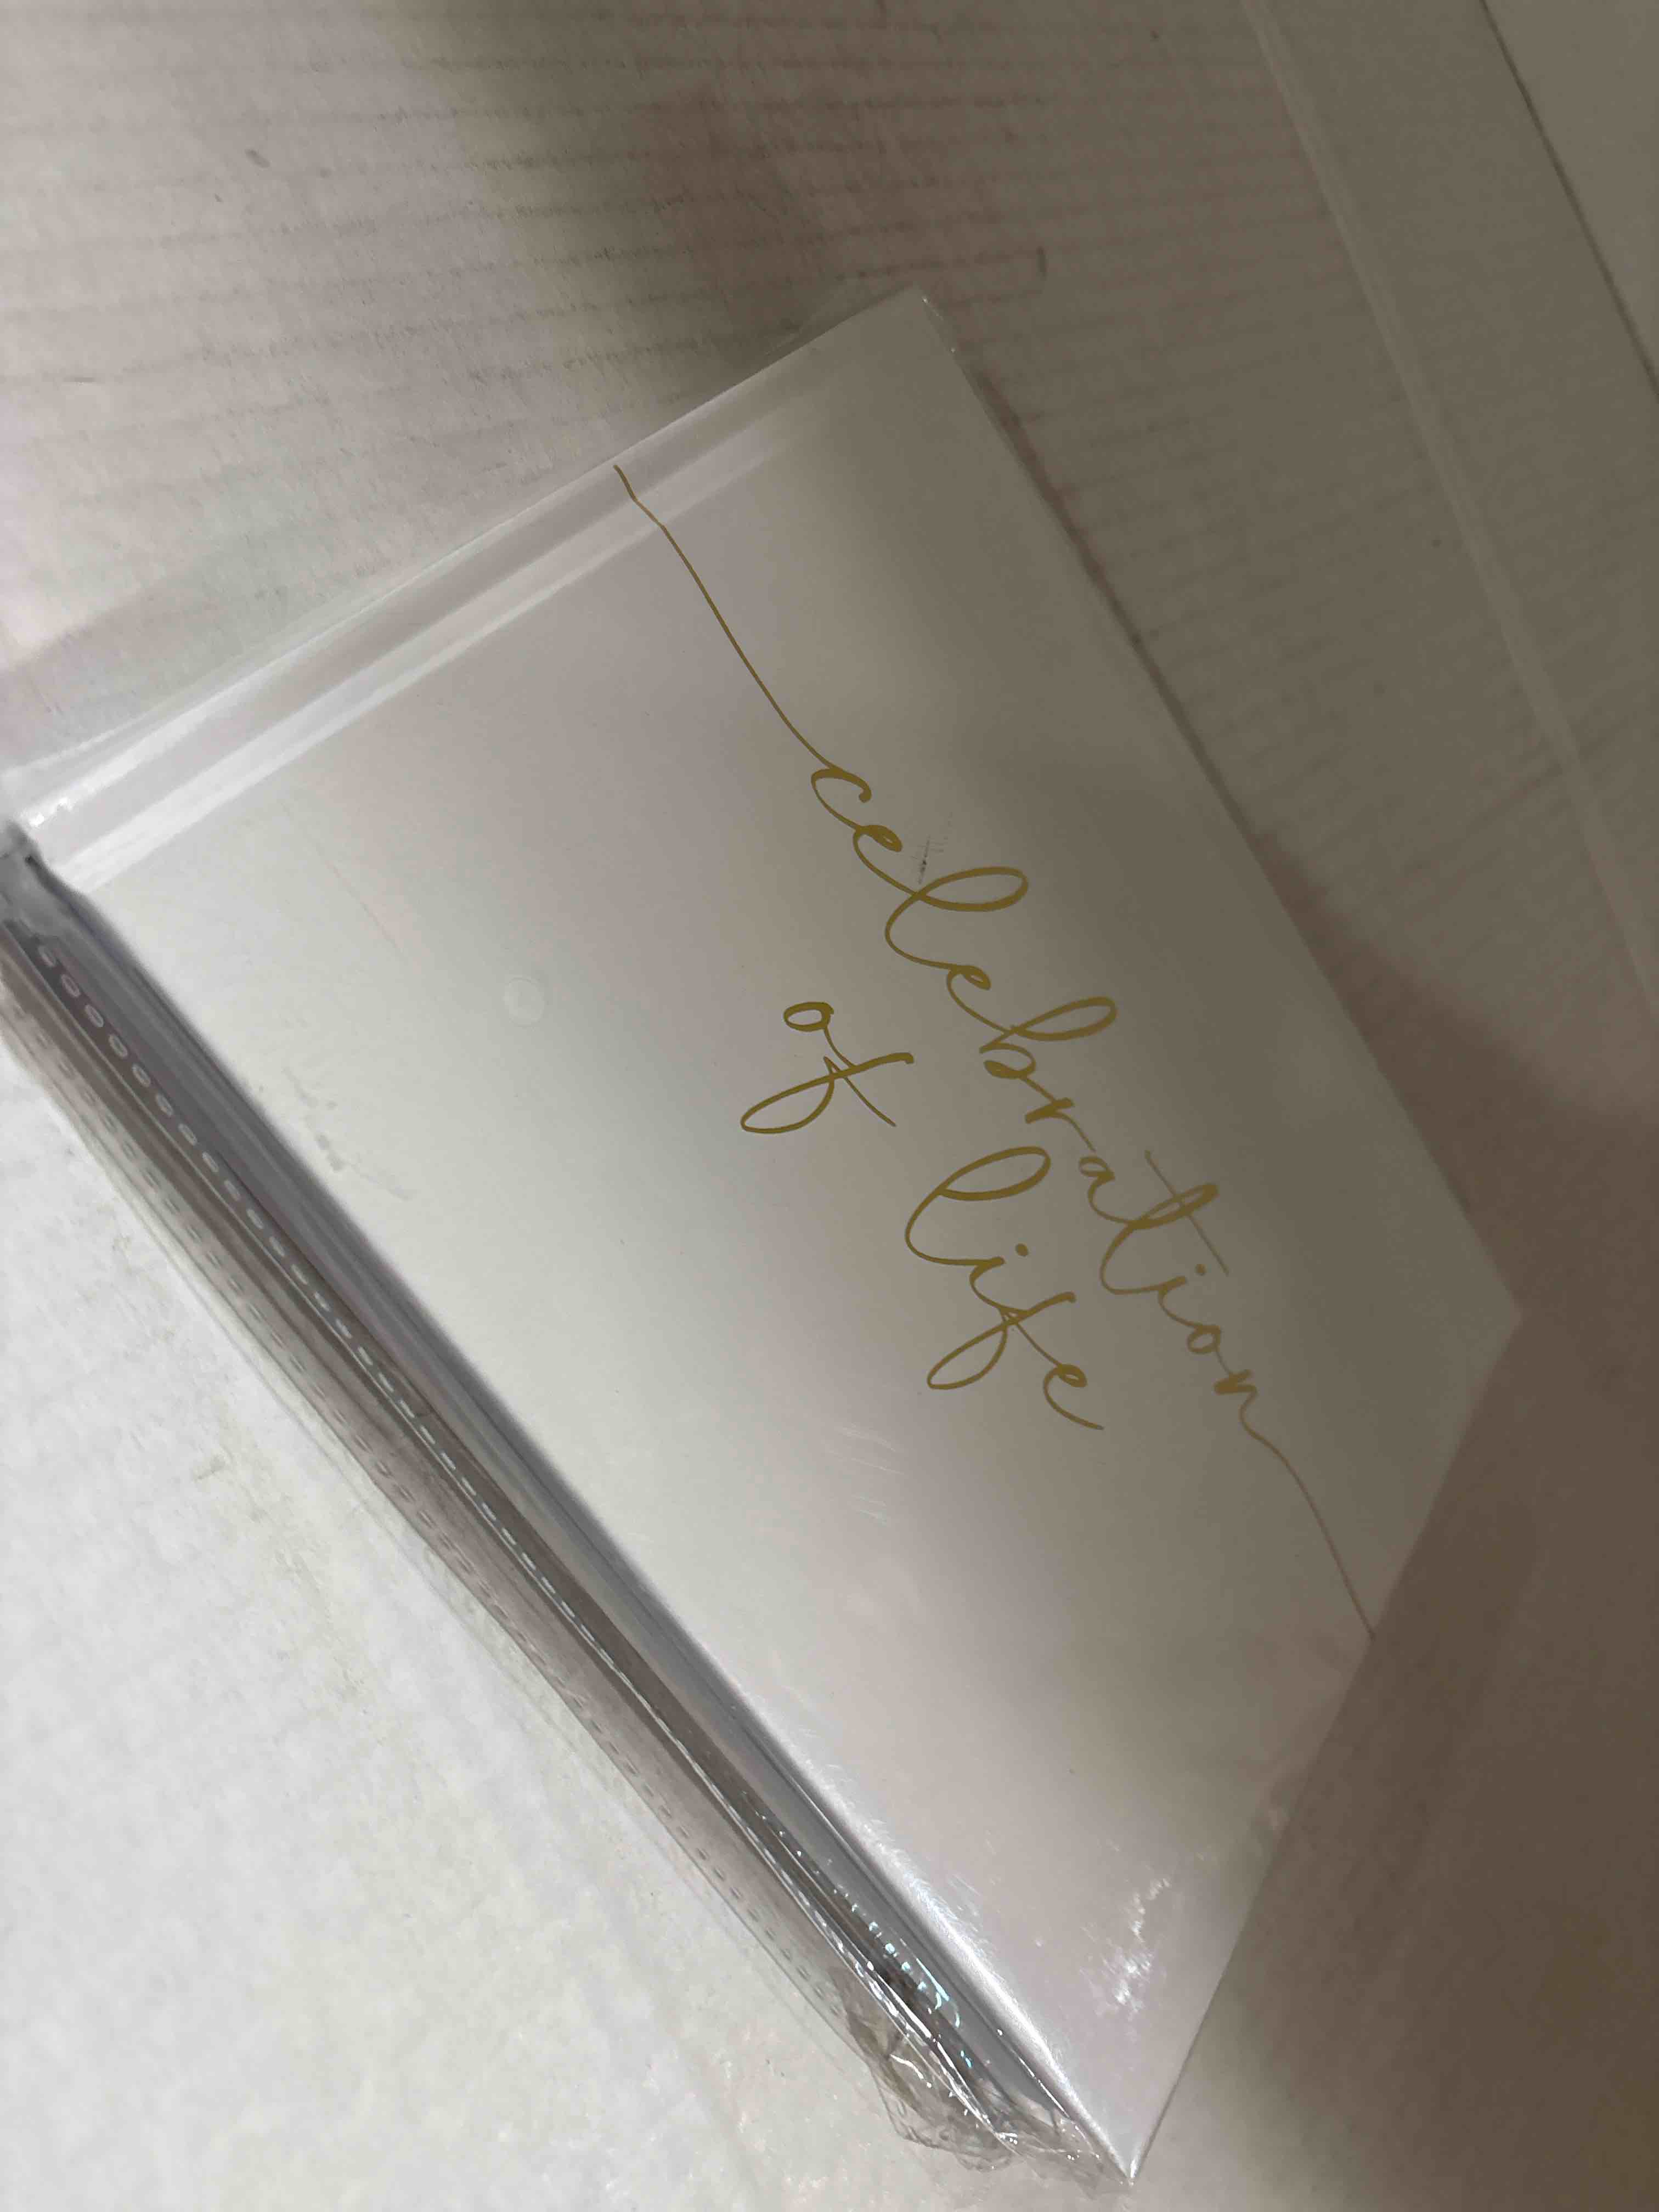 celebration
of life